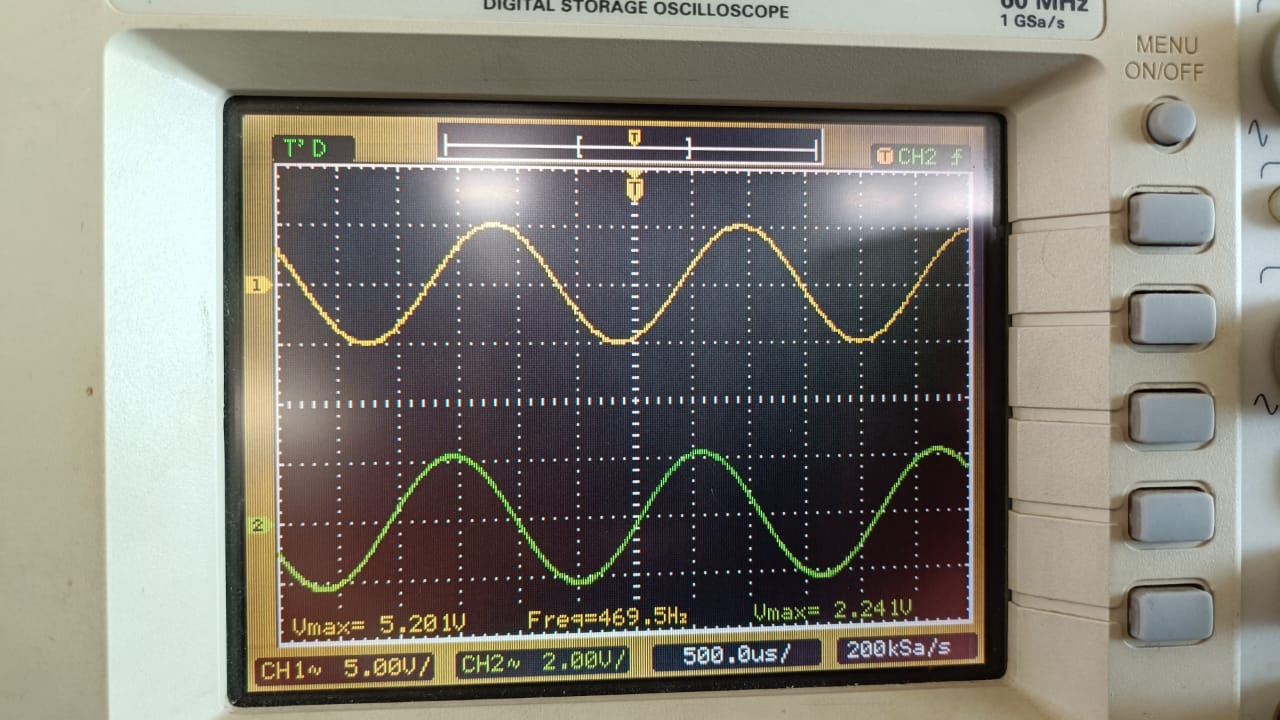 DIGITAL STORAGE OSCILLOSCOPE
60 MHz
1 GSa/s
MENU
ON/OFF
T'D
T
T CH2
T
1
2
Vmax= 5.201V Freq=469.5Hz Vmax= 2.241V
CH1~ 5.00V/ CH2~ 2.00V/ 500.0us/ 200kSa/s